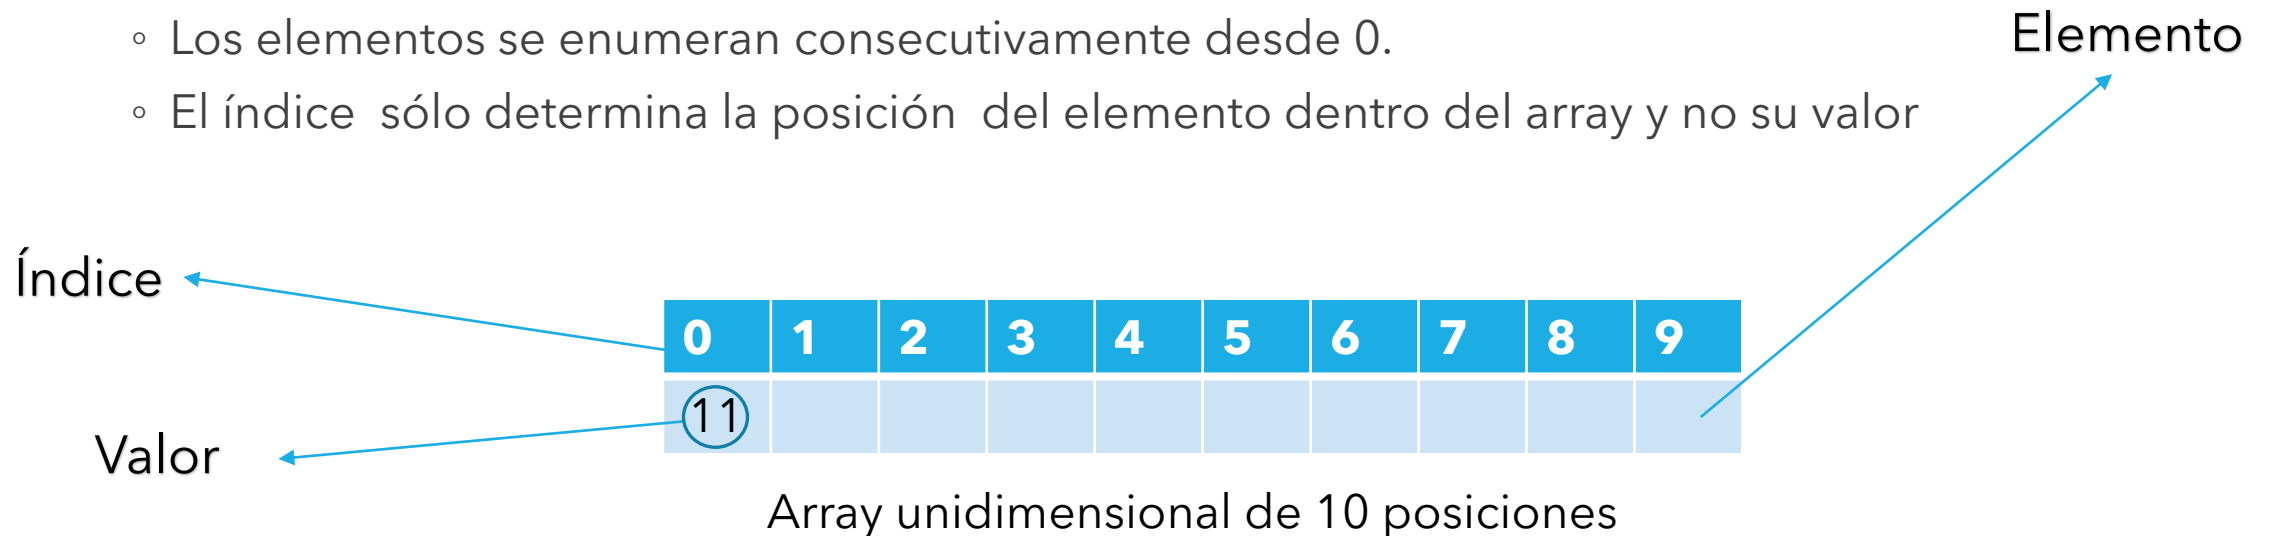 ◦ Los elementos se enumeran consecutivamente desde 0.
Elemento
◦ El índice sólo determina la posición del elemento dentro del array y no su valor
Índice
0 1 2 3 4 5 6 7 8 9
11
Valor
Array unidimensional de 10 posiciones